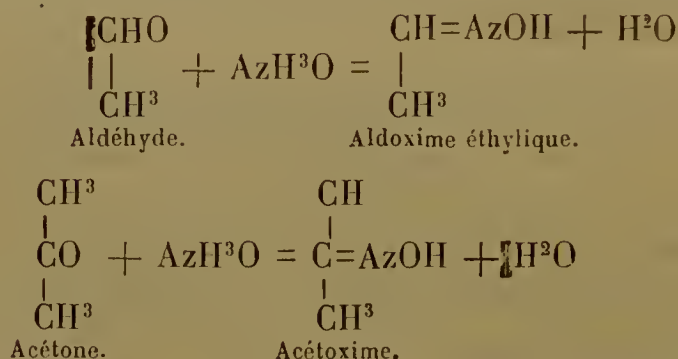 CHO CH=AzOH + H²O
| + AzH³O = |
CH³ CH³
Aldéhyde. Aldoxime éthylique.
CH³ CH
| |
CO + AzH³O = C=AzOH + H²O
| |
CH³ CH³
Acétone. Acétoxime.